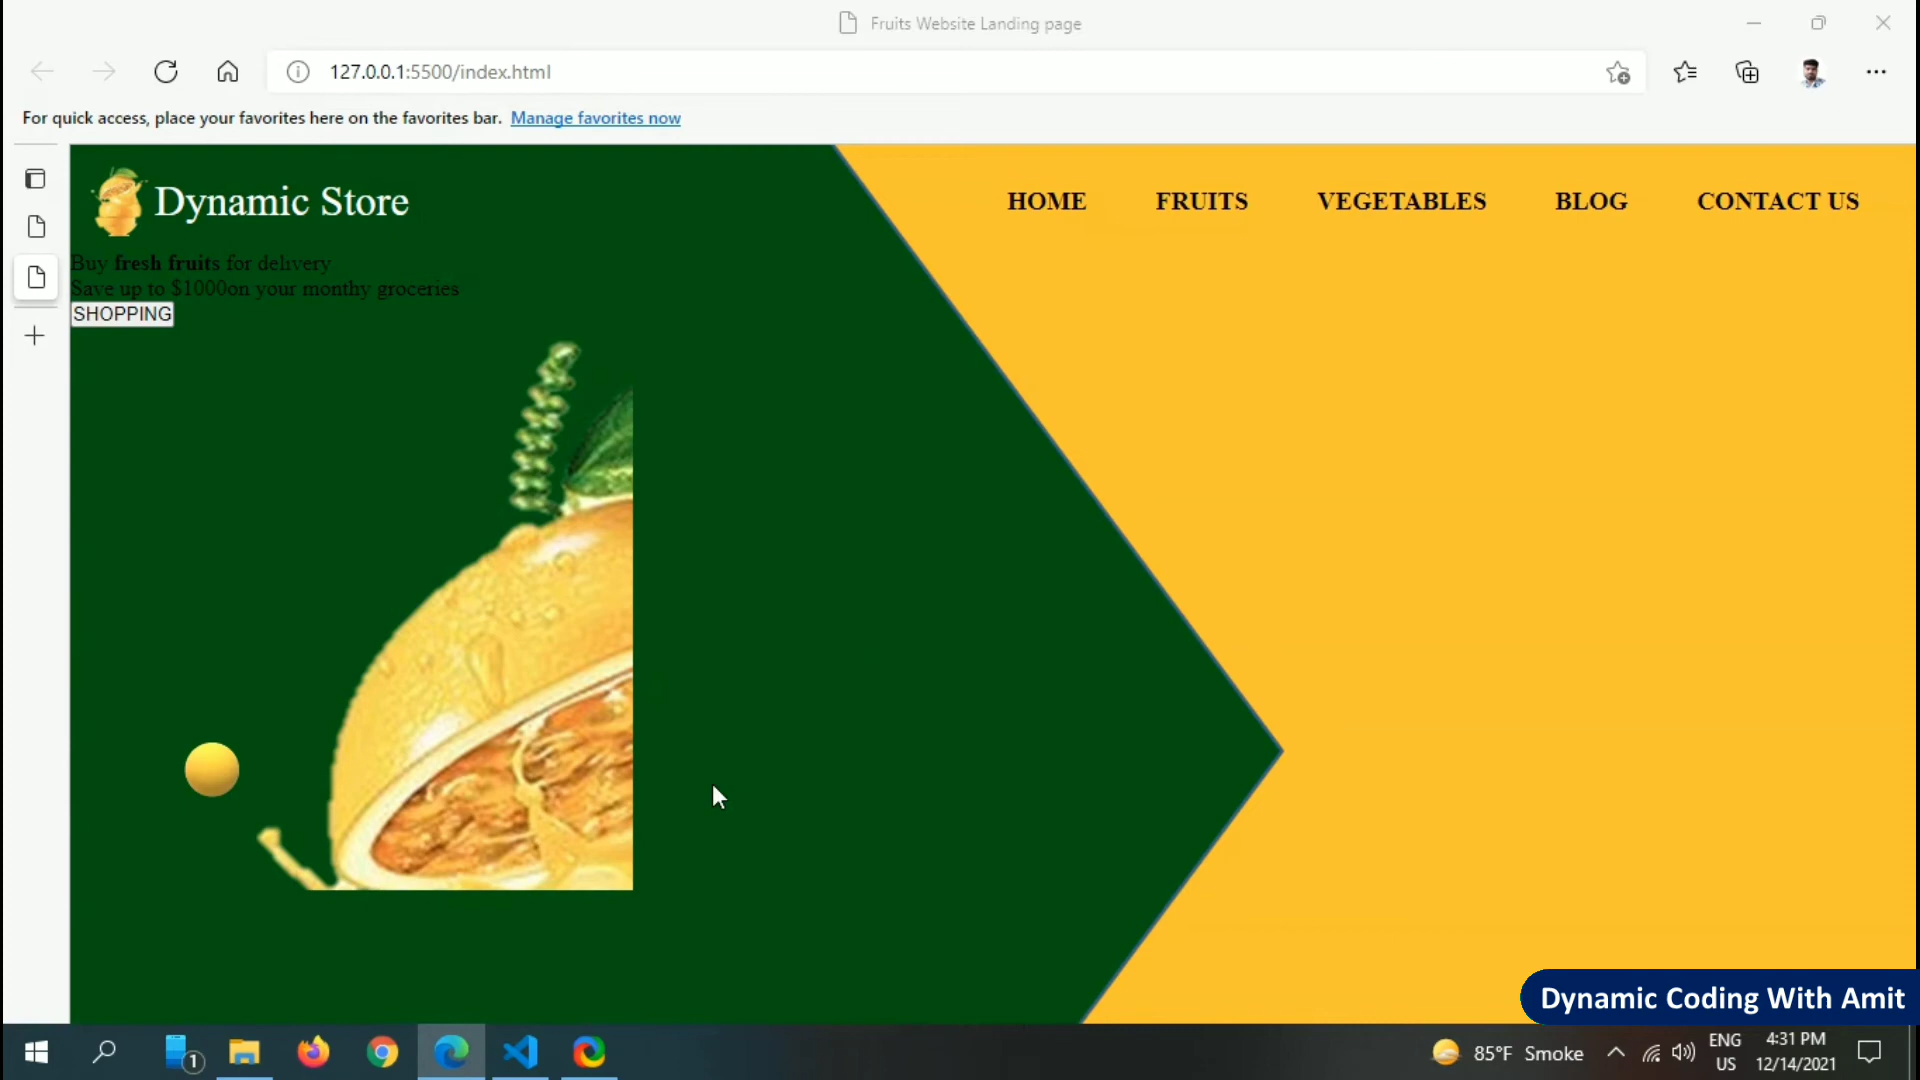 Fruits Website Landing page
127.0.0.1:5500/index.html
For quick access, place your favorites here on the favorites bar. Manage favorites now
Dynamic Store
HOME FRUITS VEGETABLES BLOG CONTACT US
Buy fresh fruits for delivery
Save up to $1000on your monthy groceries
SHOPPING
Dynamic Coding With Amit
1
85°F Smoke
ENG
US
4:31 PM
12/14/2021